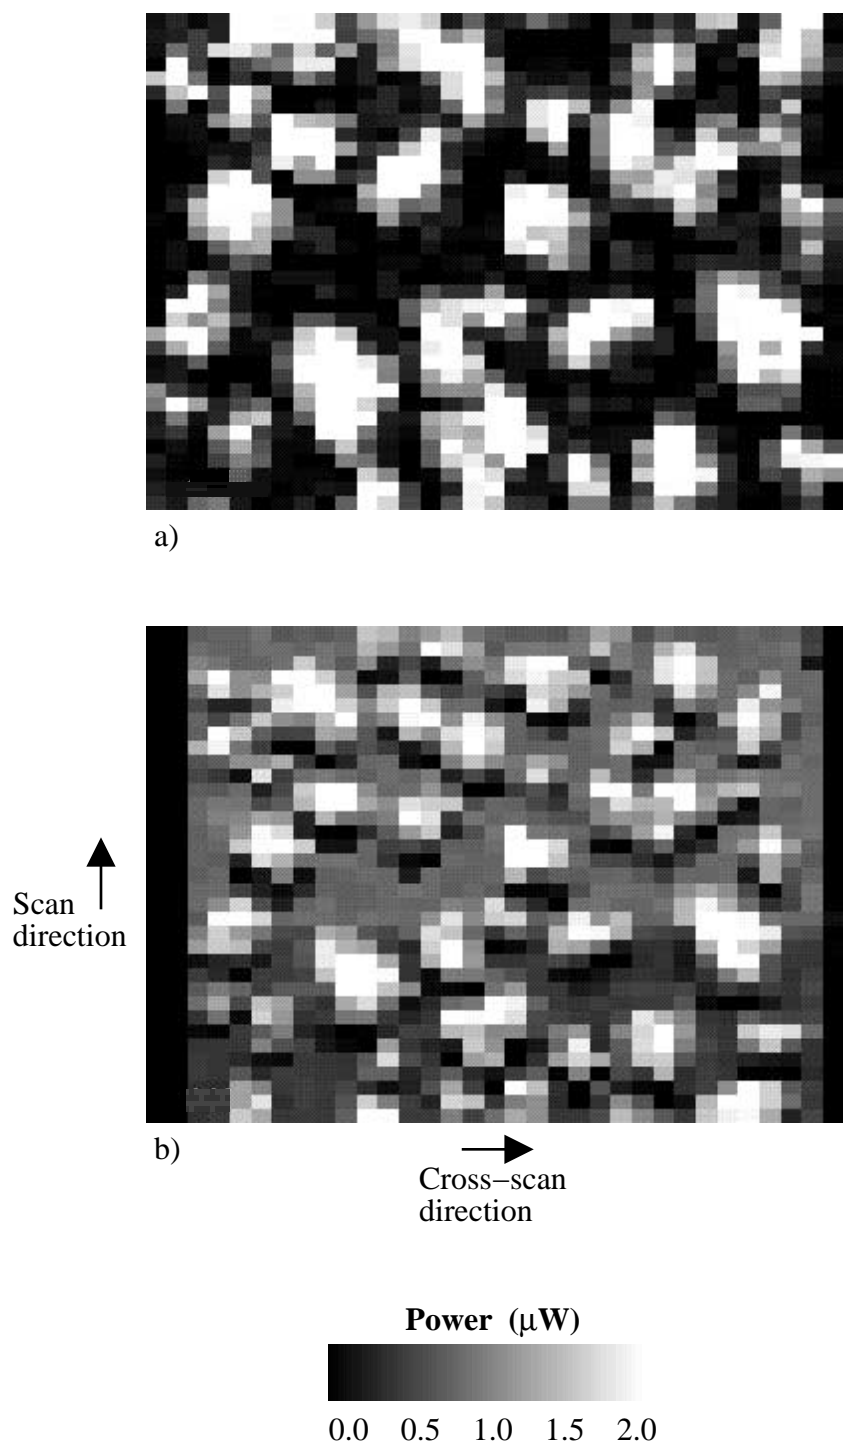 a)
Scan
direction
b)
Cross−scan
direction
Power (μW)
0.0 0.5 1.0 1.5 2.0